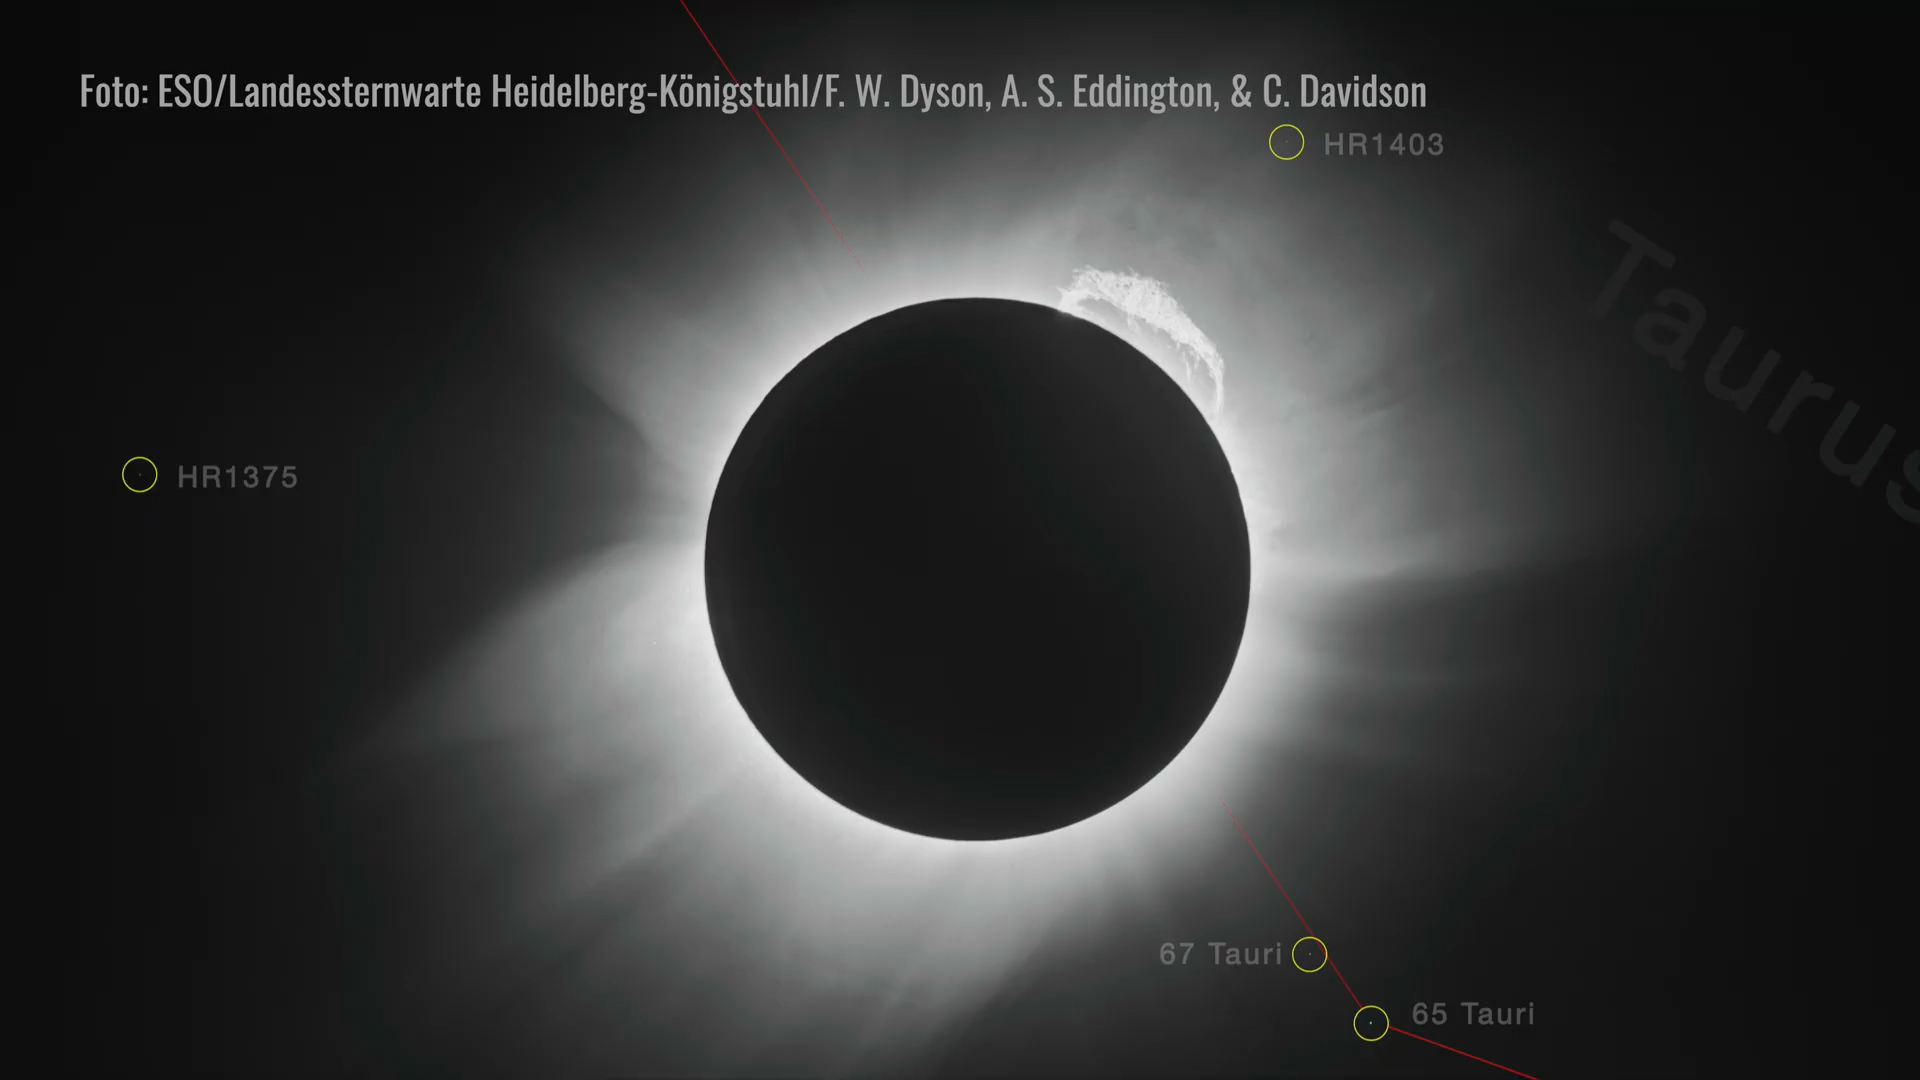 Foto: ESO/Landessternwarte Heidelberg-Königstuhl/F. W. Dyson, A. S. Eddington, & C. Davidson
HR1403
Taurus
HR1375
67 Tauri
65 Tauri